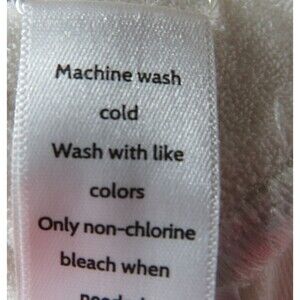 Machine wash
cold
Wash with like
colors
Only non-chlorine
bleach when